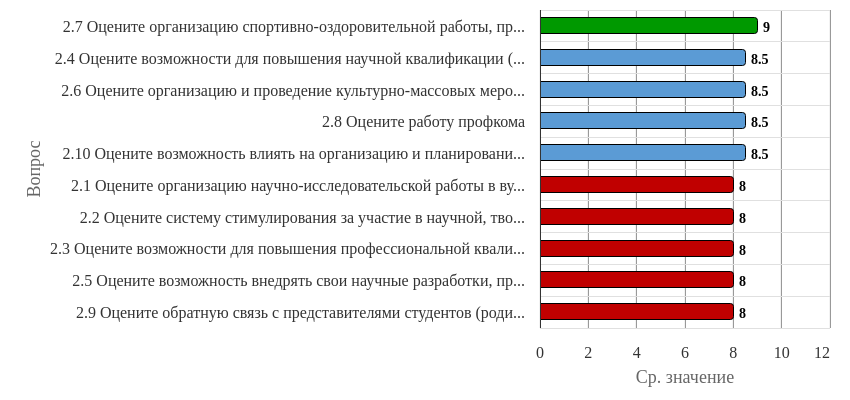 2.7 Оцените организацию спортивно-оздоровительной работы, пр... 9
2.4 Оцените возможности для повышения научной квалификации (... 8.5
2.6 Оцените организацию и проведение культурно-массовых меро... 8.5
2.8 Оцените работу профкома 8.5
2.10 Оцените возможность влиять на организацию и планировани... 8.5
2.1 Оцените организацию научно-исследовательской работы в ву... 8
2.2 Оцените систему стимулирования за участие в научной, тво... 8
2.3 Оцените возможности для повышения профессиональной квали... 8
2.5 Оцените возможность внедрять свои научные разработки, пр... 8
2.9 Оцените обратную связь с представителями студентов (роди... 8
Вопрос
0 2 4 6 8 10 12
Ср. значение